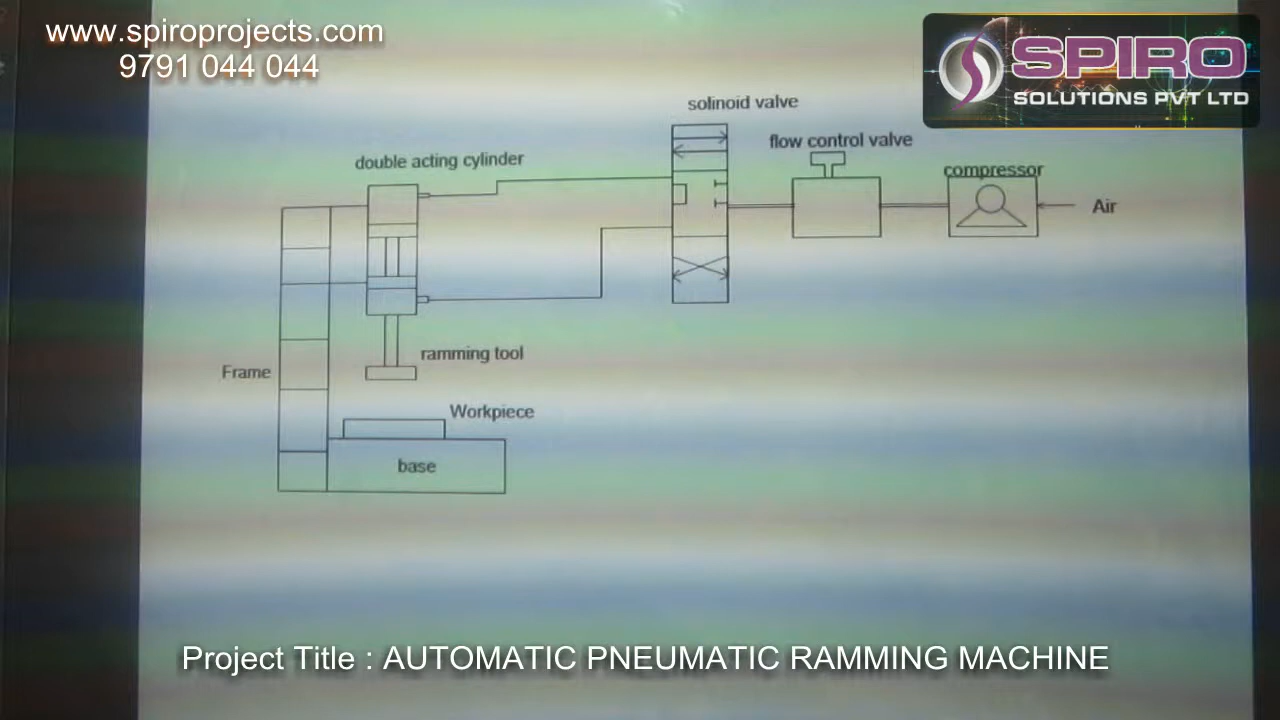 www.spiroprojects.com
9791 044 044
SPIRO
SOLUTIONS PVT LTD
solinoid valve
flow control valve
double acting cylinder
compressor
Air
ramming tool
Frame
Workpiece
base
Project Title : AUTOMATIC PNEUMATIC RAMMING MACHINE